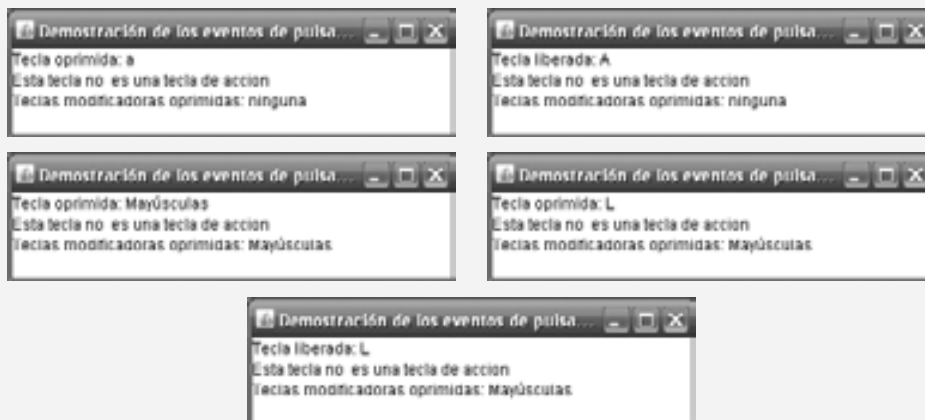 Demostración de los eventos de pulsa...
Tecla oprimida: a
Esta tecla no es una tecla de accion
Teclas modificadoras oprimidas: ninguna
Demostración de los eventos de pulsa...
Tecla liberada: A
Esta tecla no es una tecla de accion
Teclas modificadoras oprimidas: ninguna
Demostración de los eventos de pulsa...
Tecla oprimida: Mayúsculas
Esta tecla no es una tecla de accion
Teclas modificadoras oprimidas: Mayúsculas
Demostración de los eventos de pulsa...
Tecla oprimida: L
Esta tecla no es una tecla de accion
Teclas modificadoras oprimidas: Mayúsculas
Demostración de los eventos de pulsa...
Tecla liberada: L
Esta tecla no es una tecla de accion
Teclas modificadoras oprimidas: Mayúsculas